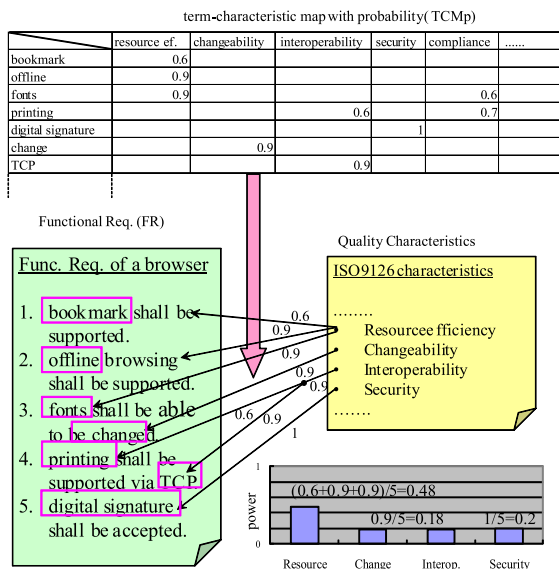 term-characteristic map with probability( TCMp)
resource ef. changeability interoperability security compliance ......
bookmark 0.6
offline 0.9
fonts 0.9 0.6
printing 0.6 0.7
digital signature 1
change 0.9
TCP 0.9
Functional Req. (FR)
Quality Characteristics
Func. Req. of a browser
1. bookmark shall be
supported.
2. offline browsing
shall be supported.
3. fonts shall be able
to be changed.
4. printing shall be
supported via TCP.
5. digital signature
shall be accepted.
0.6
0.9
0.9
0.9
0.9
0.6
0.9
1
ISO9126 characteristics
........
Resourcee fficiency
Changeability
Interoperability
Security
.......
1
power
0
(0.6+0.9+0.9)/5=0.48
0.9/5=0.18 1/5=0.2
Resource Change Interop. Security